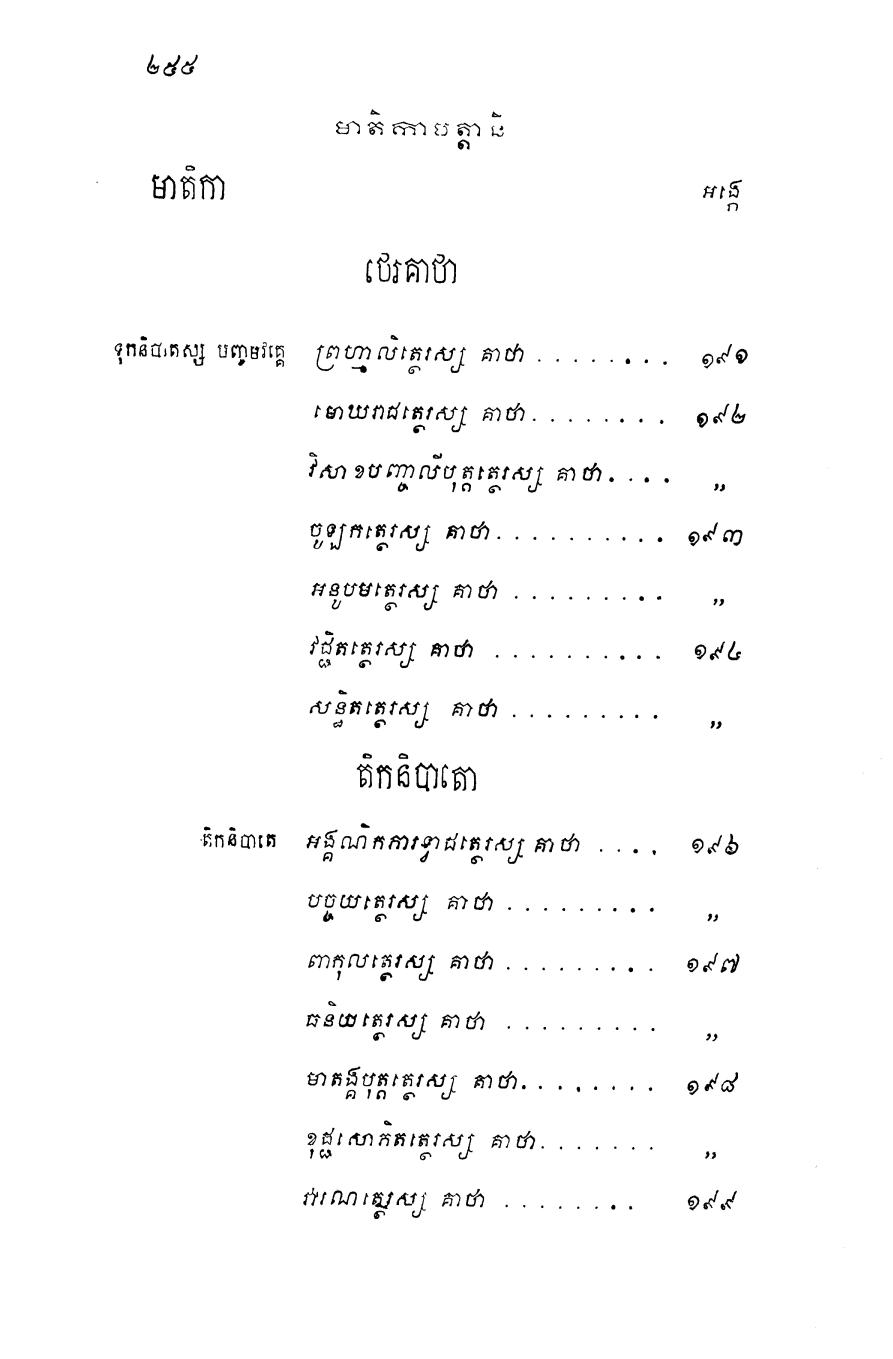 ២៥៥
មាតិកាបត្តានិ
មាតិកា អង្កេ
ថេរគាថា
ទុកនិបាតេស្ស បញ្ចមវគ្គេ ព្រហ្មាលិត្ថេរស្ស គាថា . . . . . . . . ១៩១
មោឃរាជត្ថេរស្ស គាថា . . . . . . . . ១៩២
វិសាខបញ្ចាលីបុត្តត្ថេរស្ស គាថា . . . . „
ចូឡកត្ថេរស្ស គាថា . . . . . . . . . . ១៩៣
អនូបមត្ថេរស្ស គាថា . . . . . . . . . „
វជ្ជិតត្ថេរស្ស គាថា . . . . . . . . . . ១៩៤
សន្ធិតត្ថេរស្ស គាថា . . . . . . . . . „
តិកនិបាតោ
តិកនិបាតេ អង្គណិកភារទ្វាជត្ថេរស្ស គាថា . . . . ១៩៦
បច្ចយត្ថេរស្ស គាថា . . . . . . . . . „
ពាកុលត្ថេរស្ស គាថា . . . . . . . . . ១៩៧
ធនិយត្ថេរស្ស គាថា . . . . . . . . . „
មាតង្គបុត្តត្ថេរស្ស គាថា . . . . . . . . ១៩៨
ខុជ្ជសោភិតត្ថេរស្ស គាថា . . . . . . . „
វារណត្ថេរស្ស គាថា . . . . . . . . ១៩៩